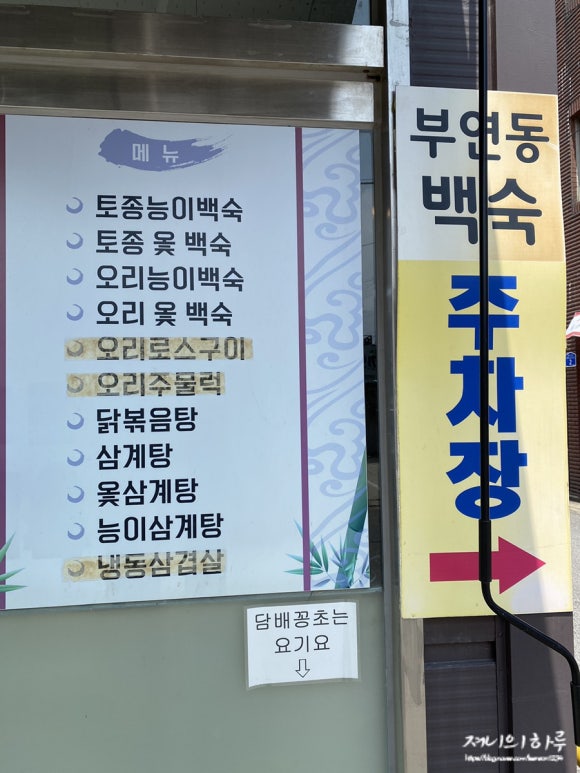 메뉴
토종능이백숙
토종 옻 백숙
오리능이백숙
오리 옻 백숙
오리로스구이
오리주물럭
닭볶음탕
삼계탕
옻삼계탕
능이삼계탕
냉동삼겹살
담배꽁초는
요기요
⇩
부연동
백숙
주차장
져니의하루